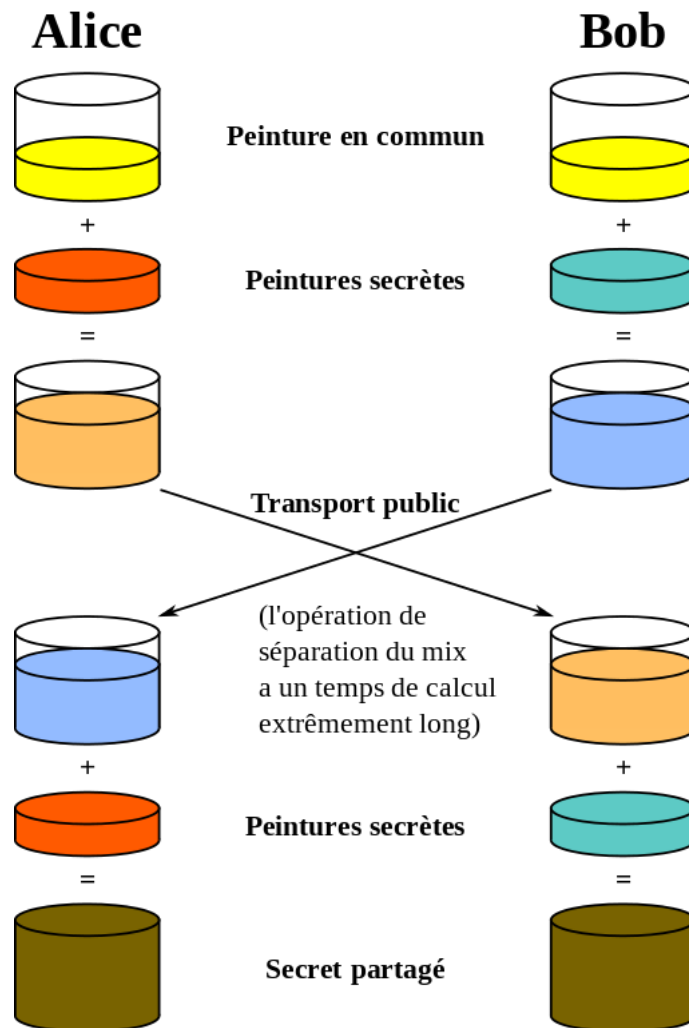 Alice
Bob
Peinture en commun
+
+
Peintures secrètes
=
=
Transport public
(l'opération de
séparation du mix
a un temps de calcul
extrêmement long)
+
+
Peintures secrètes
=
=
Secret partagé